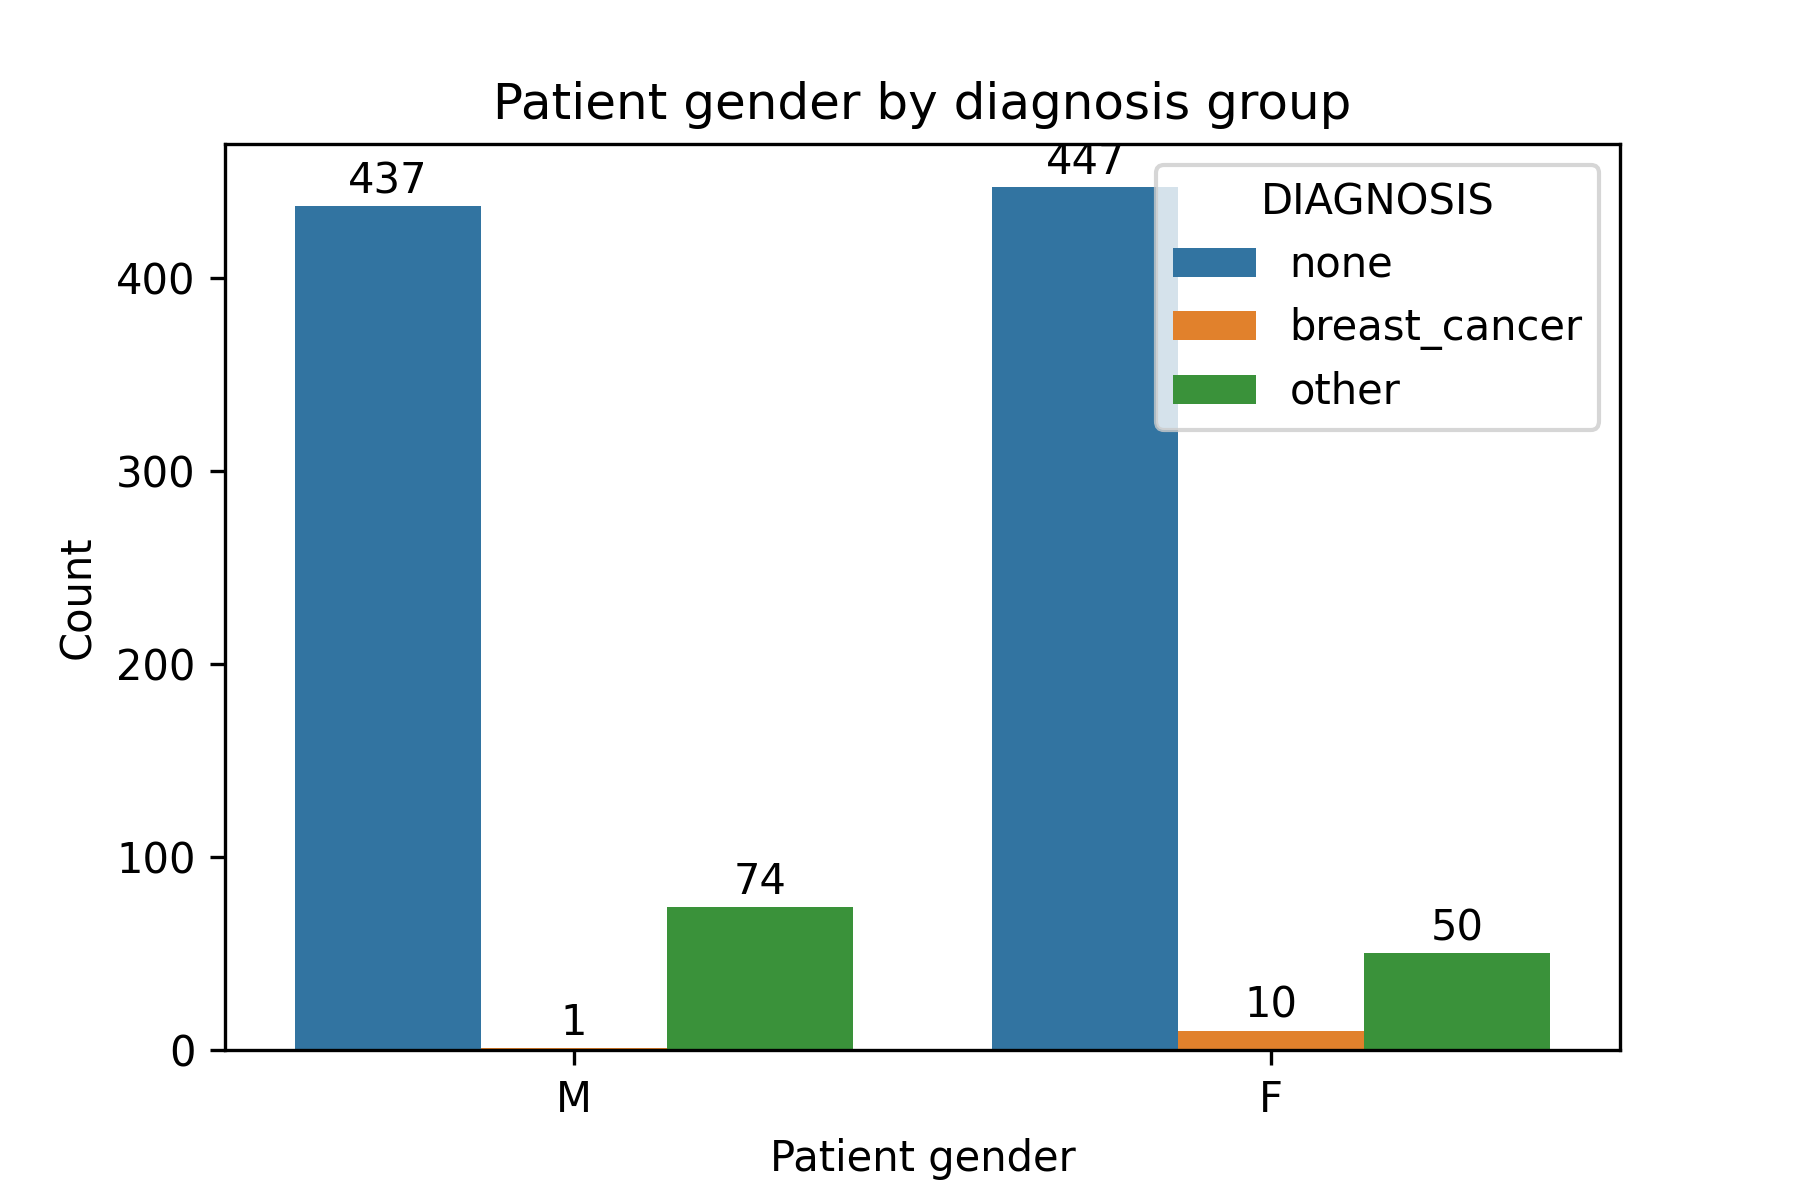 Patient gender by diagnosis group
437
447
DIAGNOSIS
none
breast_cancer
other
400
300
200
100
0
Count
74
50
1
10
M
F
Patient gender